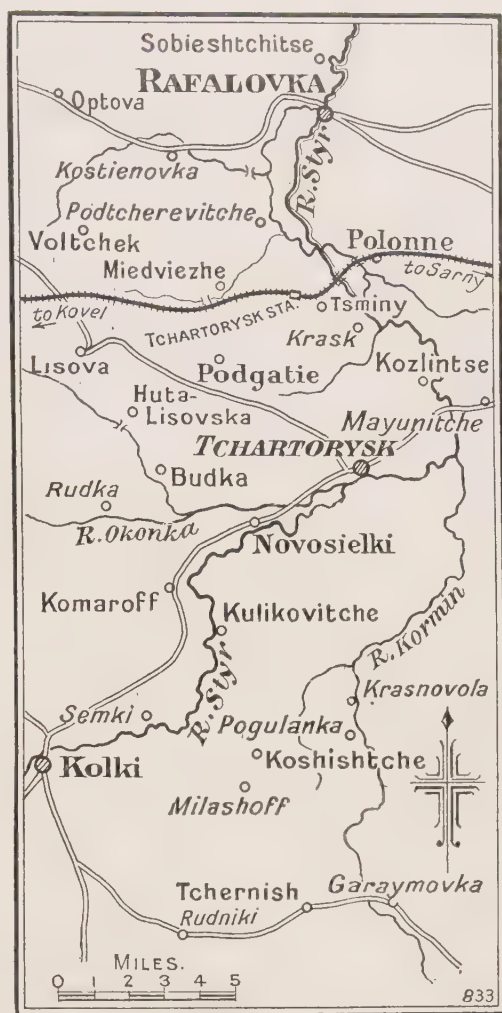 Sobieshtchitse
RAFALOVKA
Optova
Kostienovka
R. Styr
Podtcherevitche
Voltchek
Polonne
Miedviezhe
to Sarny
to Kovel
TCHARTORYSK STA.
Tsminy
Krask
Lisova
Podgatie
Kozlintse
Huta-
Lisovska
Mayunitche
TCHARTORYSK
Budka
Rudka
R. Okonka
Novosielki
Komaroff
Kulikovitche
R. Kormin
R. Styr
Krasnovola
Semki
Pogulanka
Koshishtche
Kolki
Milashoff
Tchernish
Garaymovka
Rudniki
MILES.
0 1 2 3 4 5
833